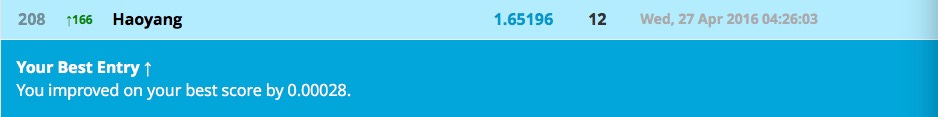 208 ↑166 Haoyang 1.65196 12 Wed, 27 Apr 2016 04:26:03
Your Best Entry ↑
You improved on your best score by 0.00028.